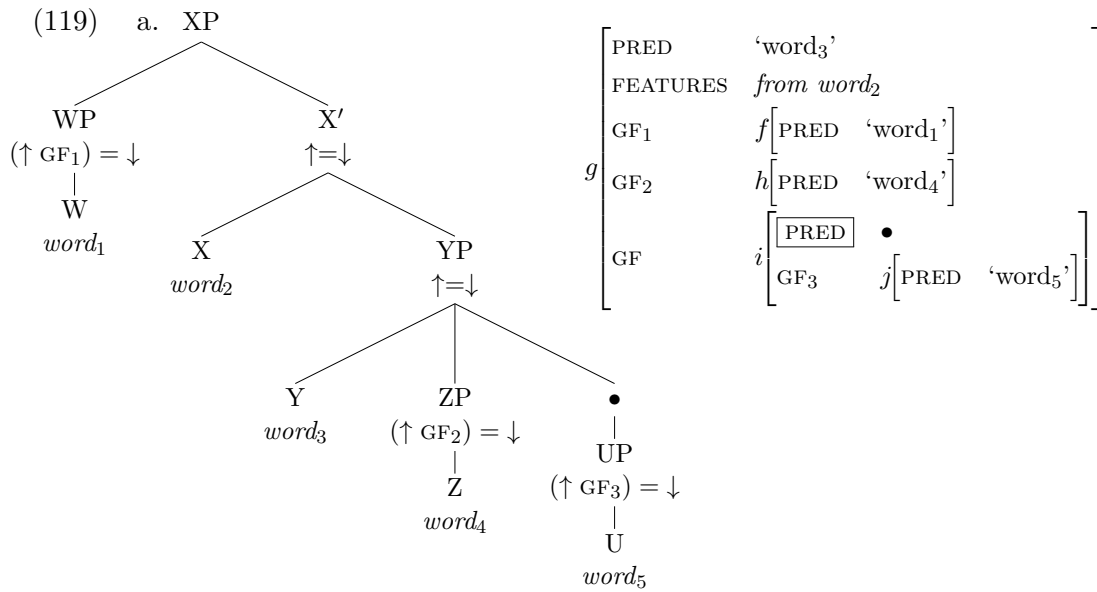 (119) a. XP
WP X′
(↑ GF₁) = ↓ ↑=↓
W X YP
word₁ word₂ ↑=↓
Y ZP •
word₃ (↑ GF₂) = ↓ UP
Z (↑ GF₃) = ↓
word₄ U
word₅
g
PRED ‘word₃’
FEATURES from word₂
GF₁ f[PRED ‘word₁’]
GF₂ h[PRED ‘word₄’]
GF i[PRED •
GF₃ j[PRED ‘word₅’]]